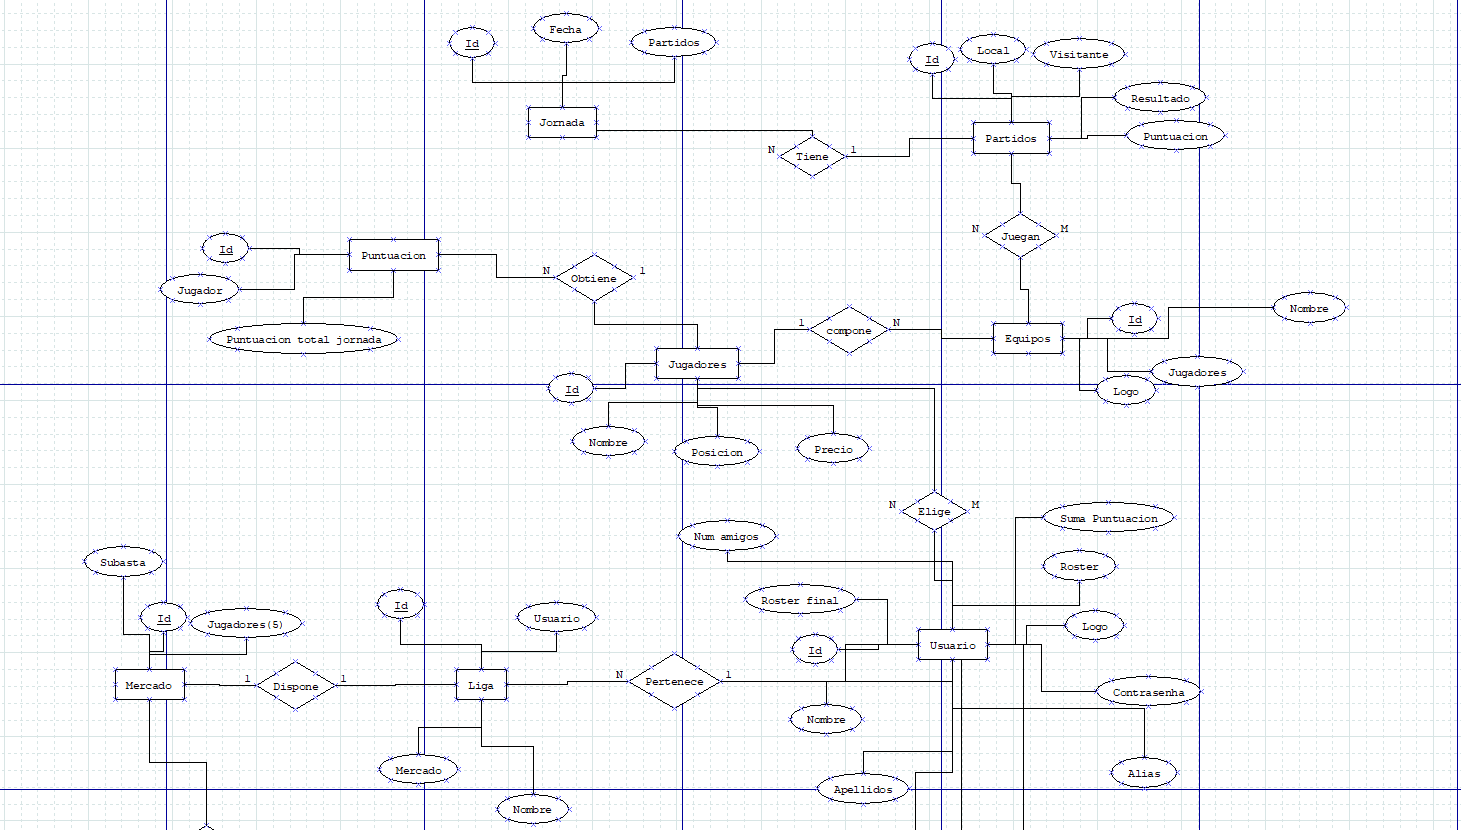 Id
Fecha
Partidos
Jornada
Id
Local
Visitante
Resultado
Puntuacion
Partidos
N
Tiene
1
N
Juegan
M
Id
Jugador
Puntuacion
Puntuacion total jornada
N
Obtiene
1
1
compone
N
Equipos
Id
Nombre
Jugadores
Logo
Jugadores
Id
Nombre
Posicion
Precio
N
Elige
M
Num amigos
Suma Puntuacion
Roster
Roster final
Id
Logo
Usuario
Contrasenha
Nombre
Apellidos
Alias
Subasta
Id
Jugadores(5)
Mercado
1
Dispone
1
Id
Usuario
Liga
N
Pertenece
1
Mercado
Nombre